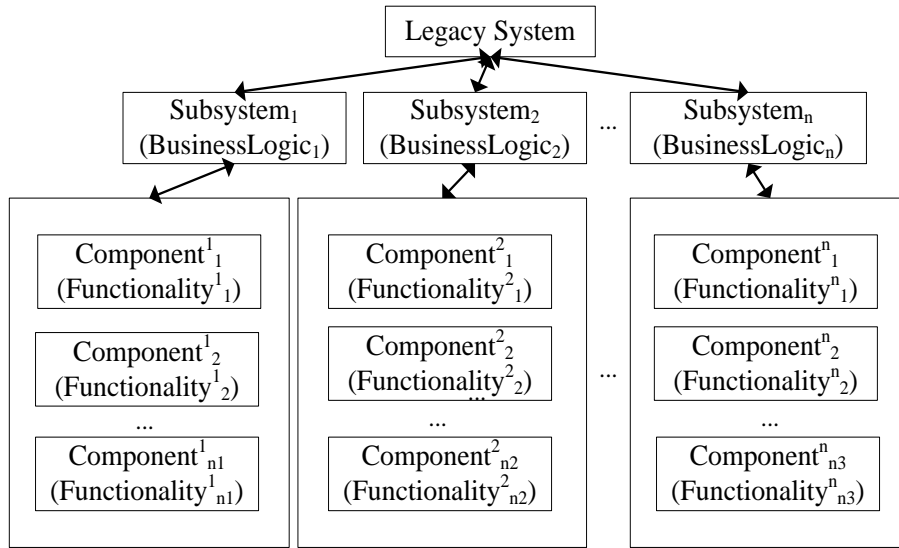 Legacy System
Subsystem₁
(BusinessLogic₁)
Subsystem₂
(BusinessLogic₂)
...
Subsystemₙ
(BusinessLogicₙ)
Component¹₁
(Functionality¹₁)
Component¹₂
(Functionality¹₂)
...
Component¹ₙ₁
(Functionality¹ₙ₁)
Component²₁
(Functionality²₁)
Component²₂
(Functionality²₂)
...
...
Component²ₙ₂
(Functionality²ₙ₂)
...
Componentⁿ₁
(Functionalityⁿ₁)
Componentⁿ₂
(Functionalityⁿ₂)
...
Componentⁿₙ₃
(Functionalityⁿₙ₃)